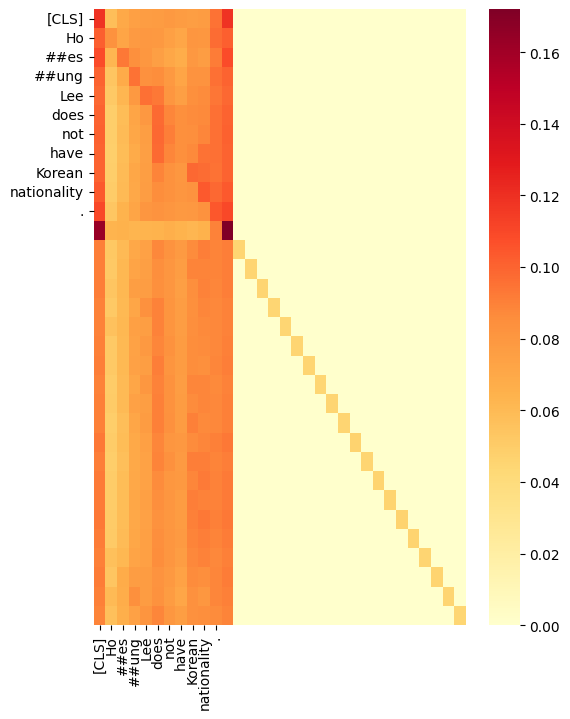 [CLS]
Ho
##es
##ung
Lee
does
not
have
Korean
nationality
.
0.16
0.14
0.12
0.10
0.08
0.06
0.04
0.02
0.00
[CLS]
Ho
##es
##ung
Lee
does
not
have
Korean
nationality
.